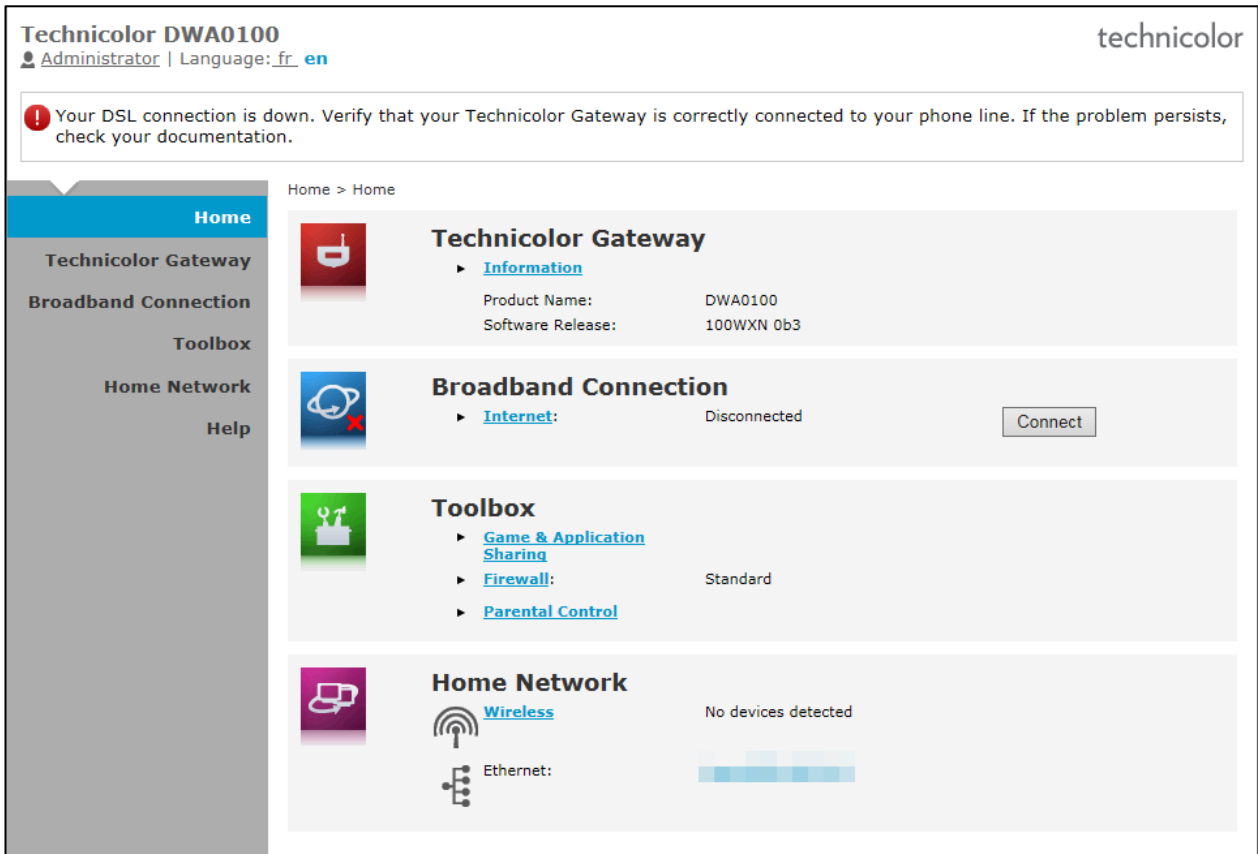 Technicolor DWA0100
technicolor
Administrator | Language: fr en
Your DSL connection is down. Verify that your Technicolor Gateway is correctly connected to your phone line. If the problem persists,
check your documentation.
Home
Technicolor Gateway
Broadband Connection
Toolbox
Home Network
Help
Home > Home
Technicolor Gateway
Information
Product Name: DWA0100
Software Release: 100WXN 0b3
Broadband Connection
Internet: Disconnected Connect
Toolbox
Game & Application
Sharing
Firewall: Standard
Parental Control
Home Network
Wireless No devices detected
Ethernet: